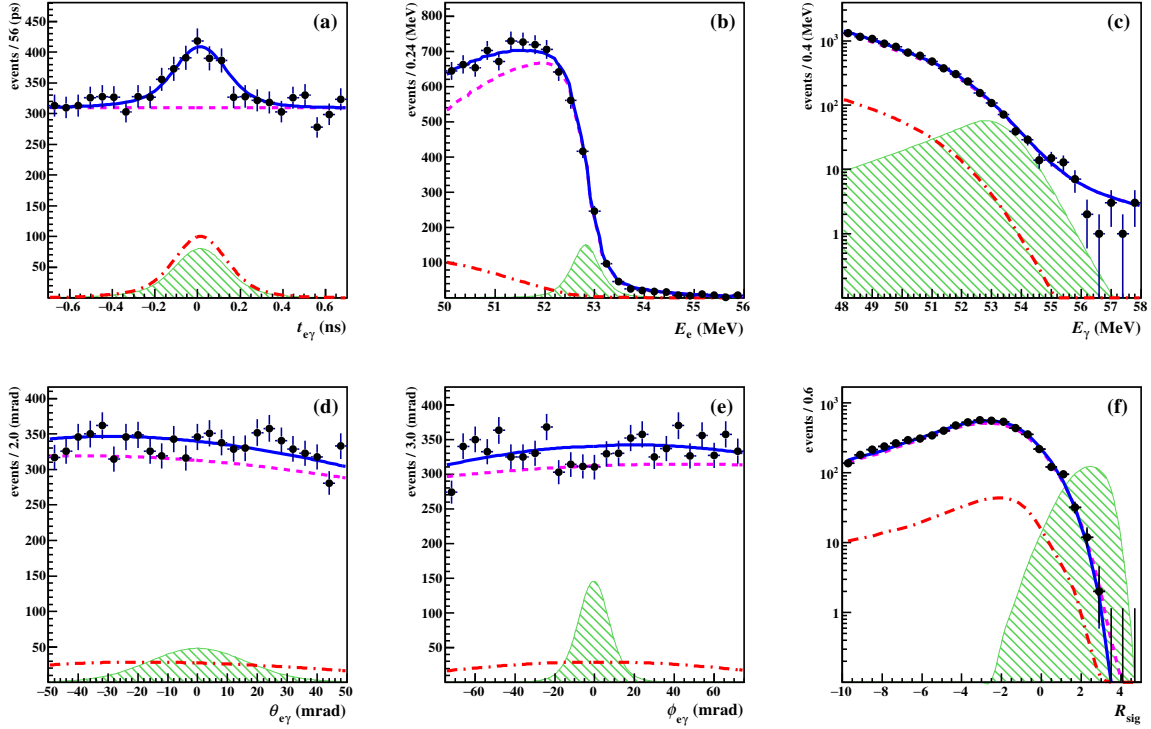 (a)
events / 56 (ps)
450
400
350
300
250
200
150
100
50
−0.6 −0.4 −0.2 0 0.2 0.4 0.6
t_eγ (ns)
(b)
events / 0.24 (MeV)
800
700
600
500
400
300
200
100
50 51 52 53 54 55 56
E_e (MeV)
(c)
events / 0.4 (MeV)
10³
10²
10
1
48 49 50 51 52 53 54 55 56 57 58
E_γ (MeV)
(d)
events / 2.0 (mrad)
400
350
300
250
200
150
100
50
−50 −40 −30 −20 −10 0 10 20 30 40 50
θ_eγ (mrad)
(e)
events / 3.0 (mrad)
400
350
300
250
200
150
100
50
−60 −40 −20 0 20 40 60
ϕ_eγ (mrad)
(f)
events / 0.6
10³
10²
10
1
−10 −8 −6 −4 −2 0 2 4
R_sig